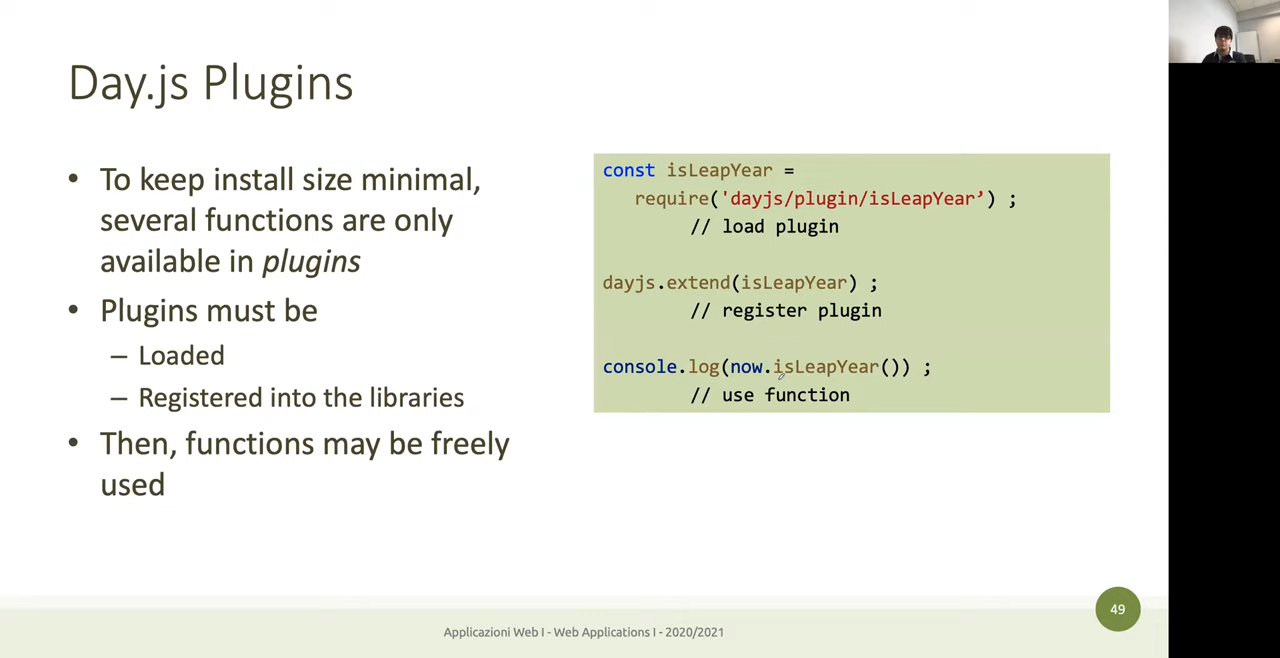 Day.js Plugins
• To keep install size minimal,
several functions are only
available in plugins
• Plugins must be
– Loaded
– Registered into the libraries
• Then, functions may be freely
used
const isLeapYear =
require('dayjs/plugin/isLeapYear’) ;
// load plugin
dayjs.extend(isLeapYear) ;
// register plugin
console.log(now.isLeapYear()) ;
// use function
49
Applicazioni Web I - Web Applications I - 2020/2021